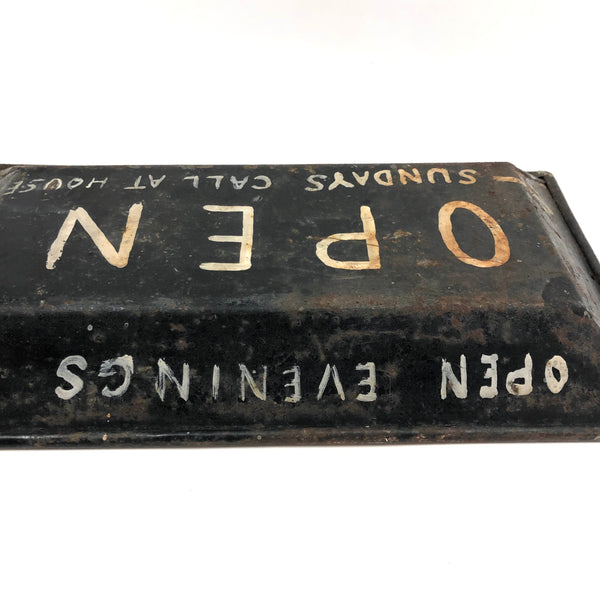 OPEN EVENINGS
OPEN
- SUNDAYS CALL AT HOUSE